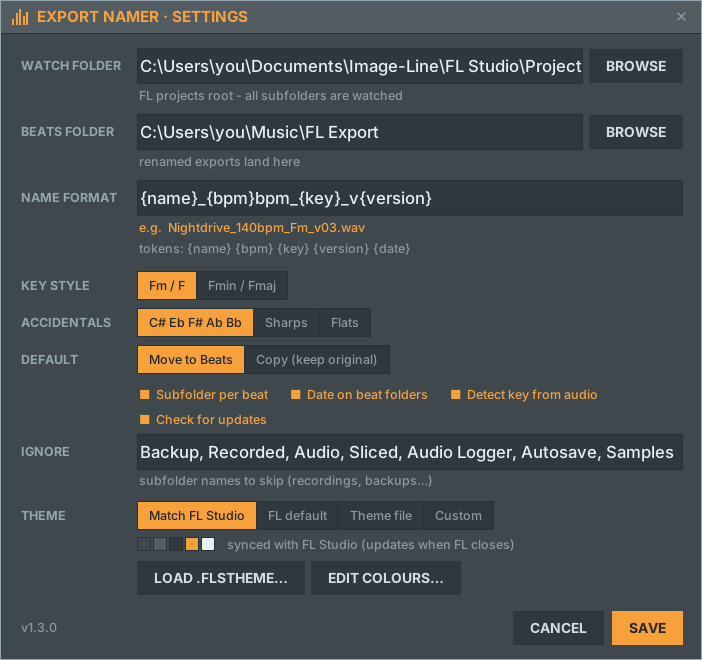 EXPORT NAMER · SETTINGS ×
WATCH FOLDER C:\Users\you\Documents\Image-Line\FL Studio\Project BROWSE
FL projects root - all subfolders are watched
BEATS FOLDER C:\Users\you\Music\FL Export BROWSE
renamed exports land here
NAME FORMAT {name}_{bpm}bpm_{key}_v{version}
e.g. Nightdrive_140bpm_Fm_v03.wav
tokens: {name} {bpm} {key} {version} {date}
KEY STYLE Fm / F Fmin / Fmaj
ACCIDENTALS C# Eb F# Ab Bb Sharps Flats
DEFAULT Move to Beats Copy (keep original)
Subfolder per beat Date on beat folders Detect key from audio
Check for updates
IGNORE Backup, Recorded, Audio, Sliced, Audio Logger, Autosave, Samples
subfolder names to skip (recordings, backups...)
THEME Match FL Studio FL default Theme file Custom
synced with FL Studio (updates when FL closes)
LOAD .FLSTHEME... EDIT COLOURS...
v1.3.0 CANCEL SAVE